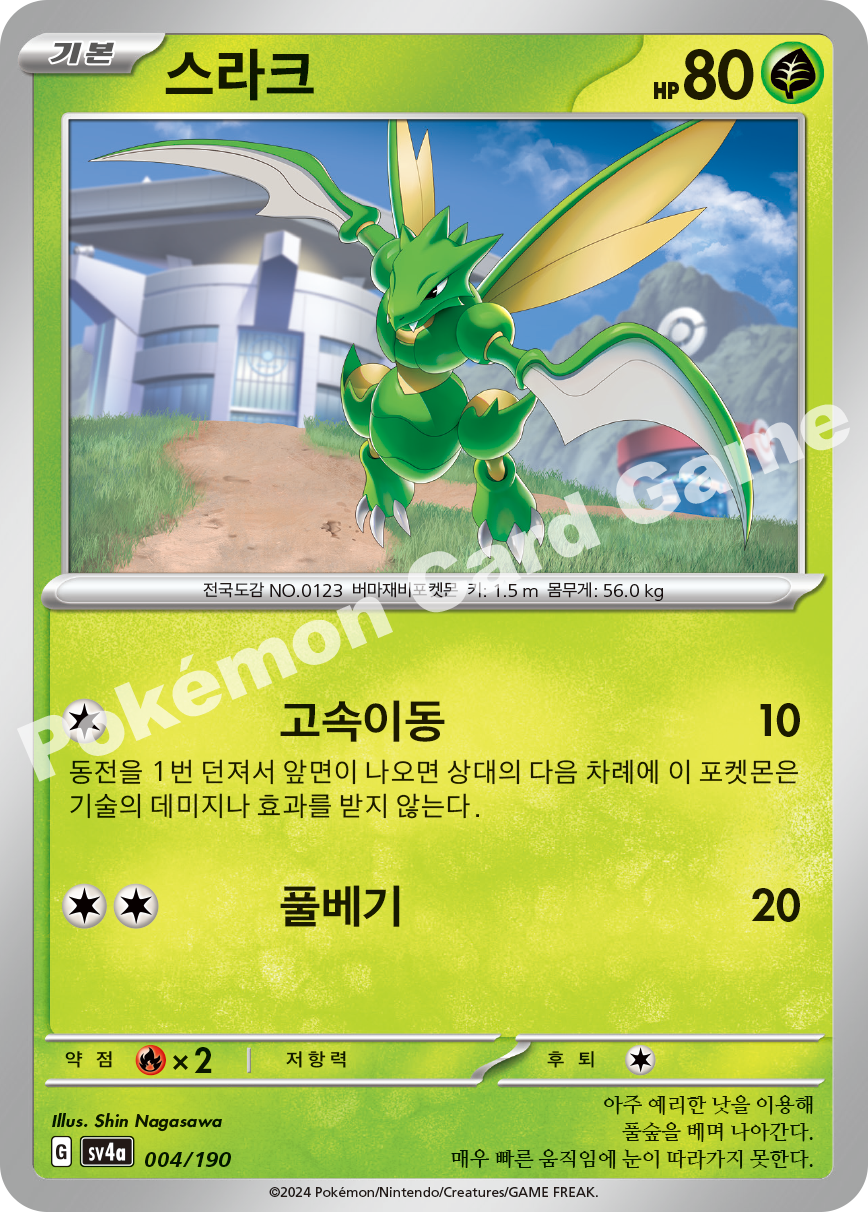 기본
스라크
HP 80
전국도감 NO.0123 버마재비포켓몬 키: 1.5 m 몸무게: 56.0 kg
Pokémon Card Game
고속이동 10
동전을 1번 던져서 앞면이 나오면 상대의 다음 차례에 이 포켓몬은
기술의 데미지나 효과를 받지 않는다.
풀베기 20
약점 ×2 저항력 후퇴
Illus. Shin Nagasawa
G sv4a 004/190
아주 예리한 낫을 이용해
풀숲을 베며 나아간다.
매우 빠른 움직임에 눈이 따라가지 못한다.
©2024 Pokémon/Nintendo/Creatures/GAME FREAK.